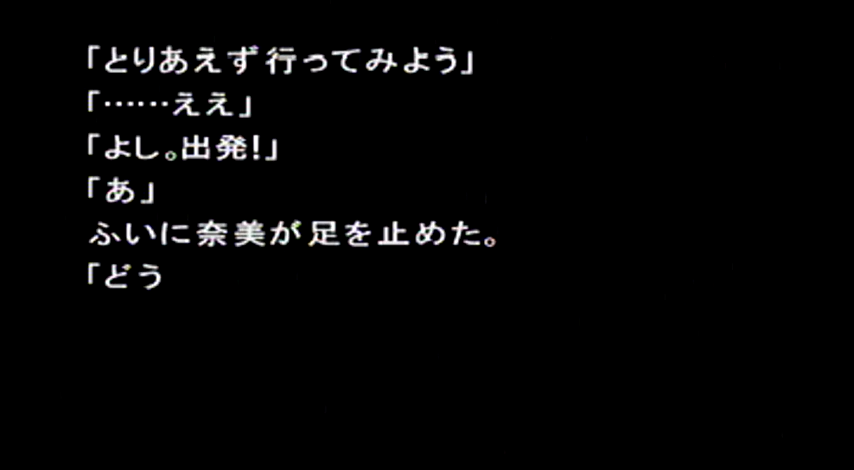 「とりあえず行ってみよう」
「……ええ」
「よし。出発!」
「あ」
ふいに奈美が足を止めた。
「どう